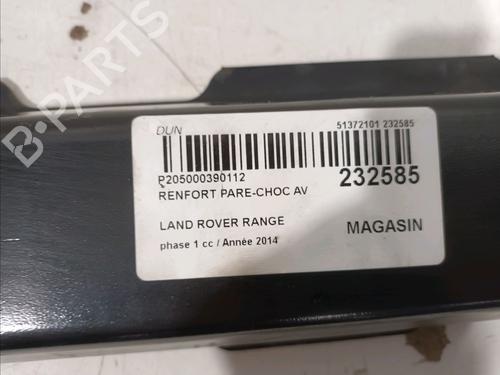 B-PARTS
DUN
51372101 232585
P205000390112
232585
RENFORT PARE-CHOC AV
LAND ROVER RANGE
MAGASIN
phase 1 cc / Année 2014